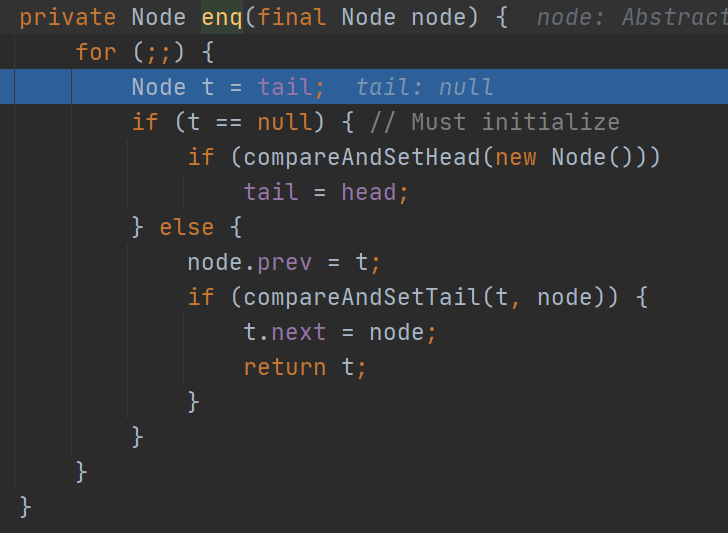 private Node enq(final Node node) {  node: Abstract
    for (;;) {
        Node t = tail;  tail: null
        if (t == null) { // Must initialize
            if (compareAndSetHead(new Node()))
                tail = head;
        } else {
            node.prev = t;
            if (compareAndSetTail(t, node)) {
                t.next = node;
                return t;
            }
        }
    }
}